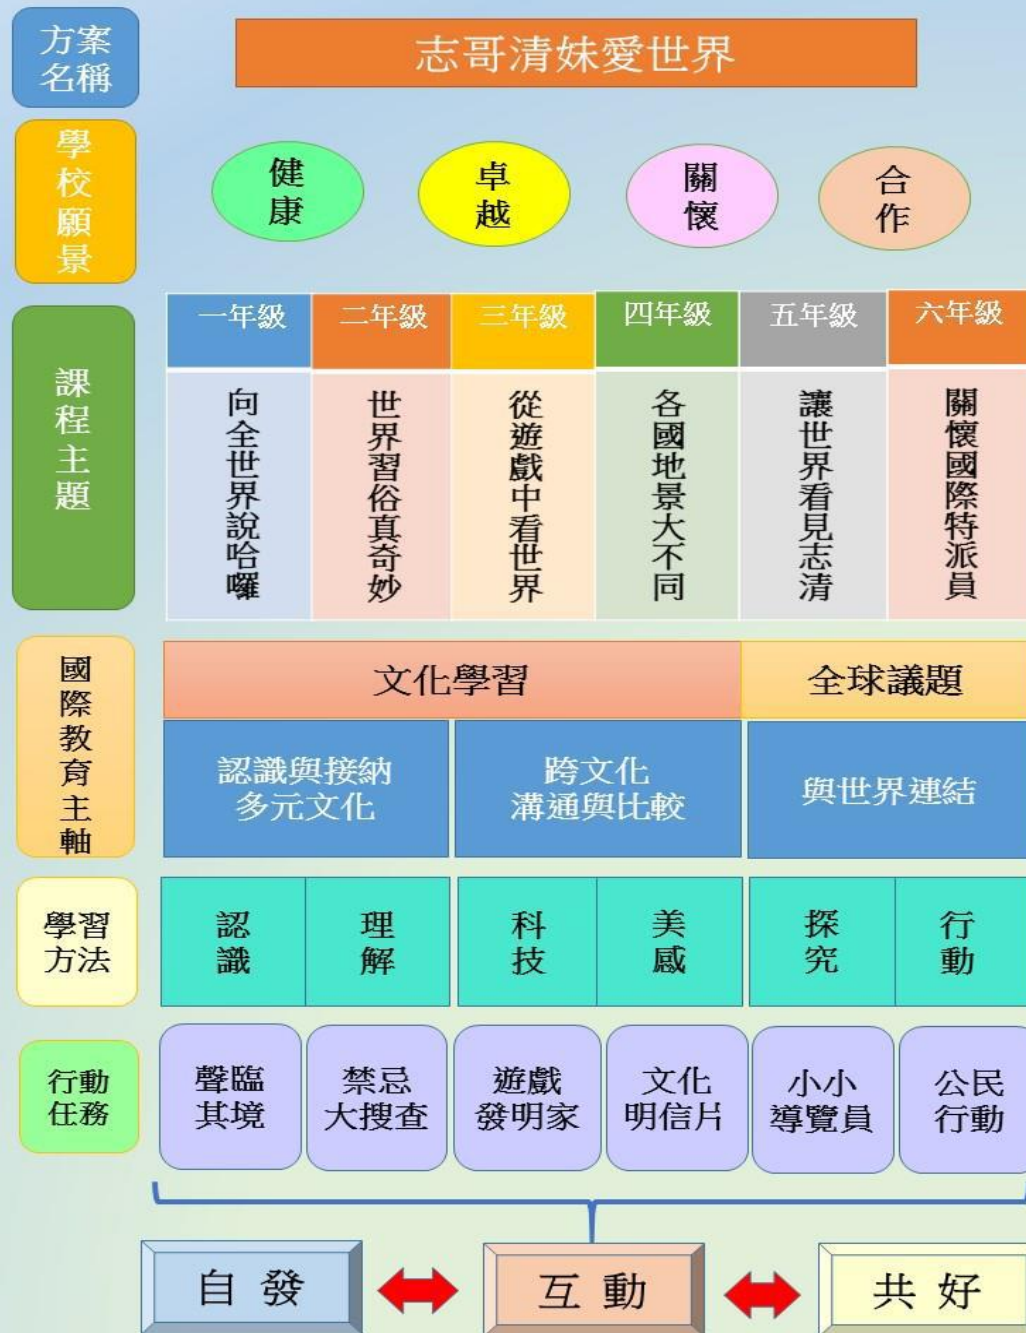 方案
名稱
志哥清妹愛世界
學校願景
健康
卓越
關懷
合作
課程主題
一年級
二年級
三年級
四年級
五年級
六年級
向全世界說哈囉
世界習俗真奇妙
從遊戲中看世界
各國地景大不同
讓世界看見志清
關懷國際特派員
國際教育主軸
文化學習
全球議題
認識與接納
多元文化
跨文化
溝通與比較
與世界連結
學習
方法
認識
理解
科技
美感
探究
行動
行動
任務
聲臨
其境
禁忌
大搜查
遊戲
發明家
文化
明信片
小小
導覽員
公民
行動
自發
互動
共好